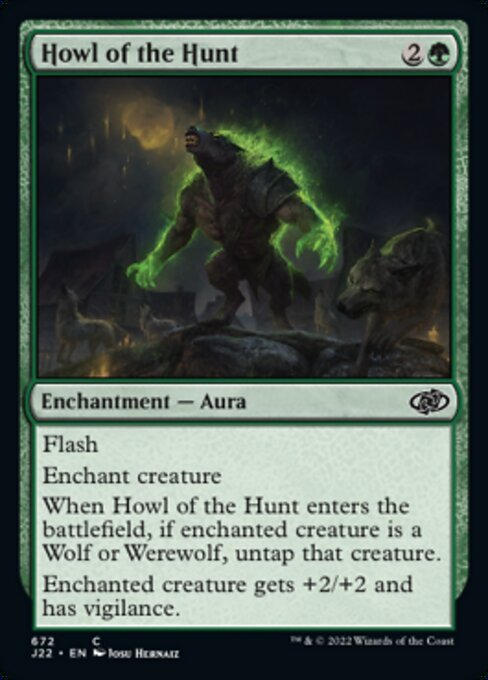 Howl of the Hunt 2
Enchantment — Aura
Flash
Enchant creature
When Howl of the Hunt enters the
battlefield, if enchanted creature is a
Wolf or Werewolf, untap that creature.
Enchanted creature gets +2/+2 and
has vigilance.
672 C ™ & © 2022 Wizards of the Coast
J22 • EN Josu Hernaiz